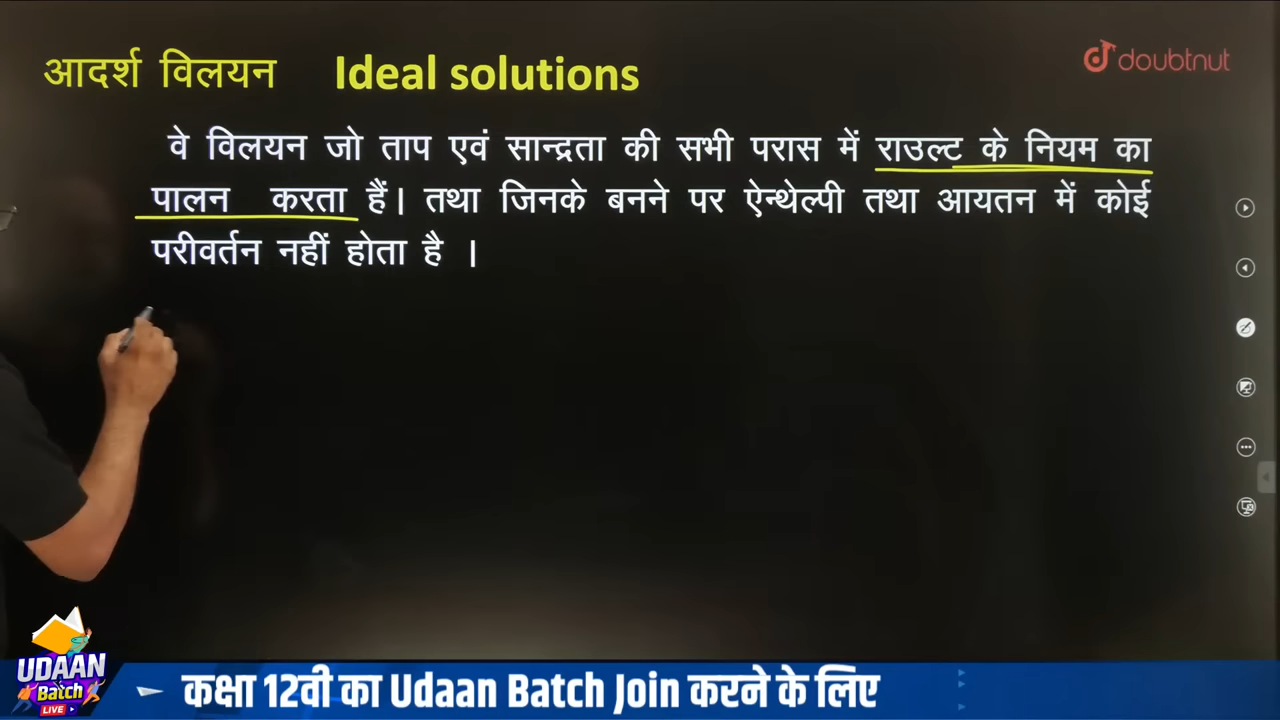 आदर्श विलयन Ideal solutions
doubtnut
वे विलयन जो ताप एवं सान्द्रता की सभी परास में राउल्ट के नियम का
पालन करता हैं। तथा जिनके बनने पर ऐन्थेल्पी तथा आयतन में कोई
परीवर्तन नहीं होता है ।
UDAAN
Batch
LIVE
कक्षा 12वी का Udaan Batch Join करने के लिए